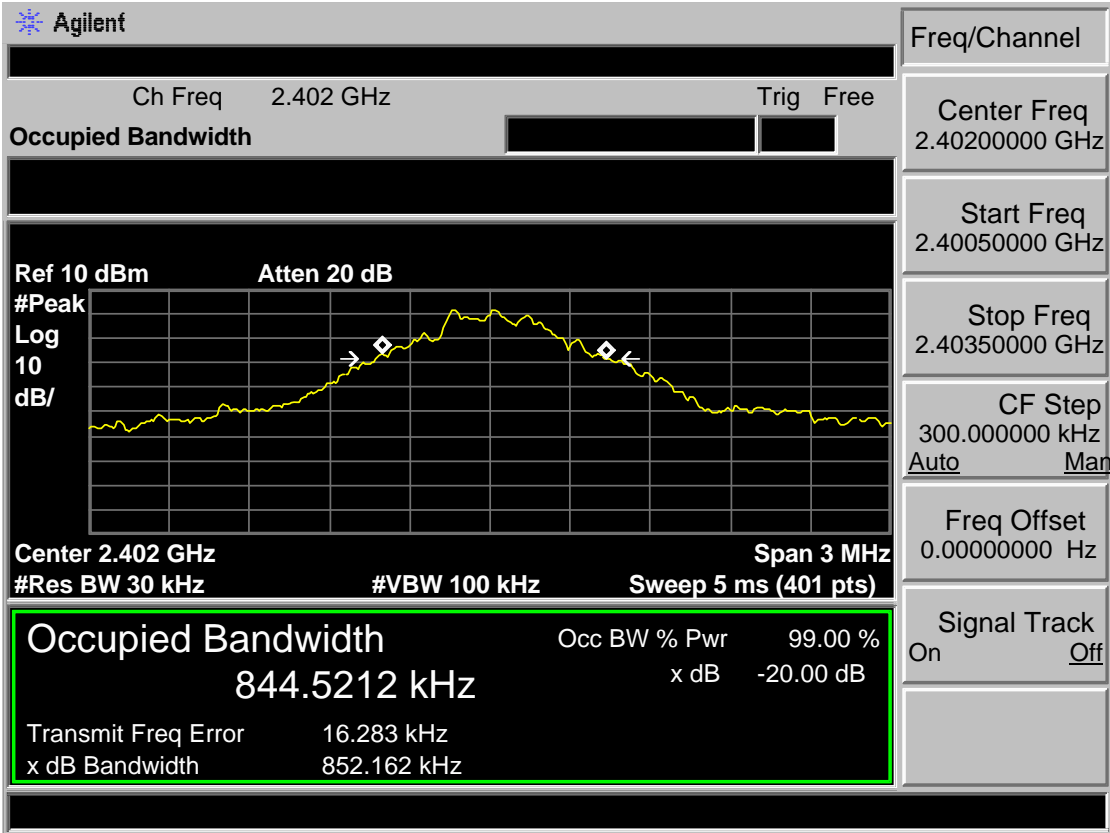 Agilent
Freq/Channel
Ch Freq 2.402 GHz Trig Free
Occupied Bandwidth
Center Freq
2.40200000 GHz
Start Freq
2.40050000 GHz
Stop Freq
2.40350000 GHz
CF Step
300.000000 kHz
Auto Man
Freq Offset
0.00000000 Hz
Signal Track
On Off
Ref 10 dBm Atten 20 dB
#Peak
Log
10
dB/
Center 2.402 GHz Span 3 MHz
#Res BW 30 kHz #VBW 100 kHz Sweep 5 ms (401 pts)
Occupied Bandwidth Occ BW % Pwr 99.00 %
844.5212 kHz x dB -20.00 dB
Transmit Freq Error 16.283 kHz
x dB Bandwidth 852.162 kHz